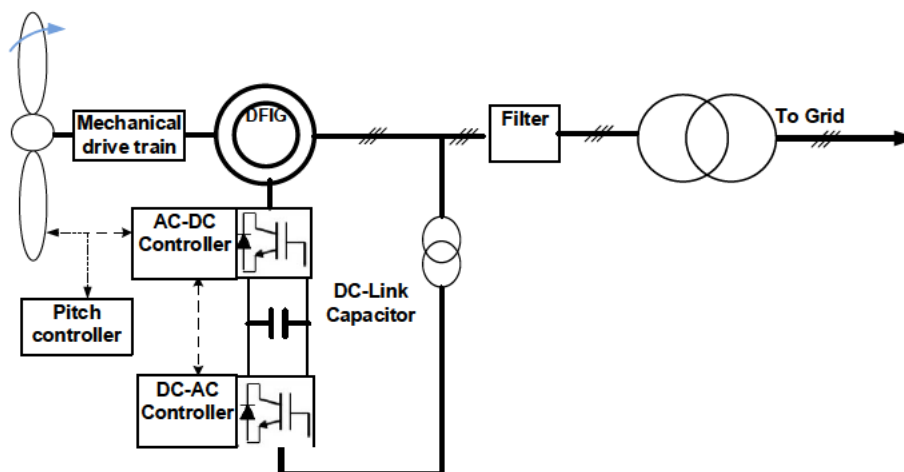 Mechanical
drive train
DFIG
Filter
To Grid
AC-DC
Controller
DC-Link
Capacitor
Pitch
controller
DC-AC
Controller